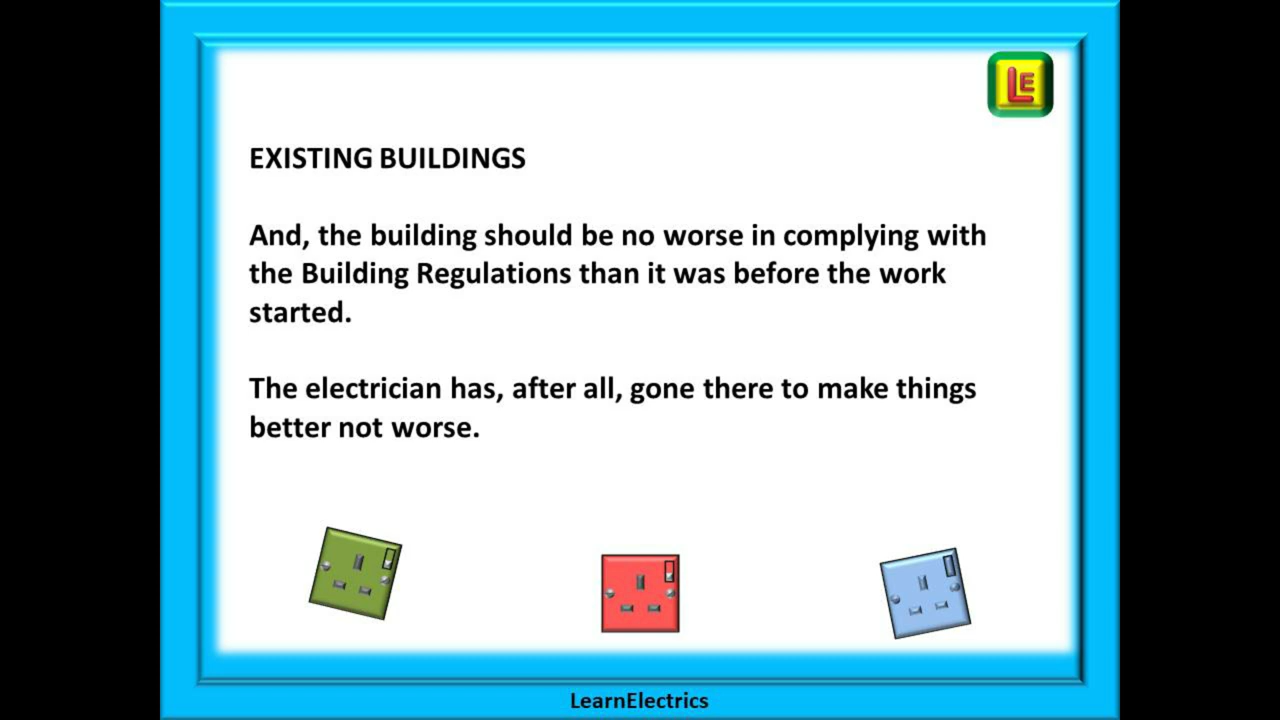 LE
EXISTING BUILDINGS
And, the building should be no worse in complying with
the Building Regulations than it was before the work
started.
The electrician has, after all, gone there to make things
better not worse.
LearnElectrics